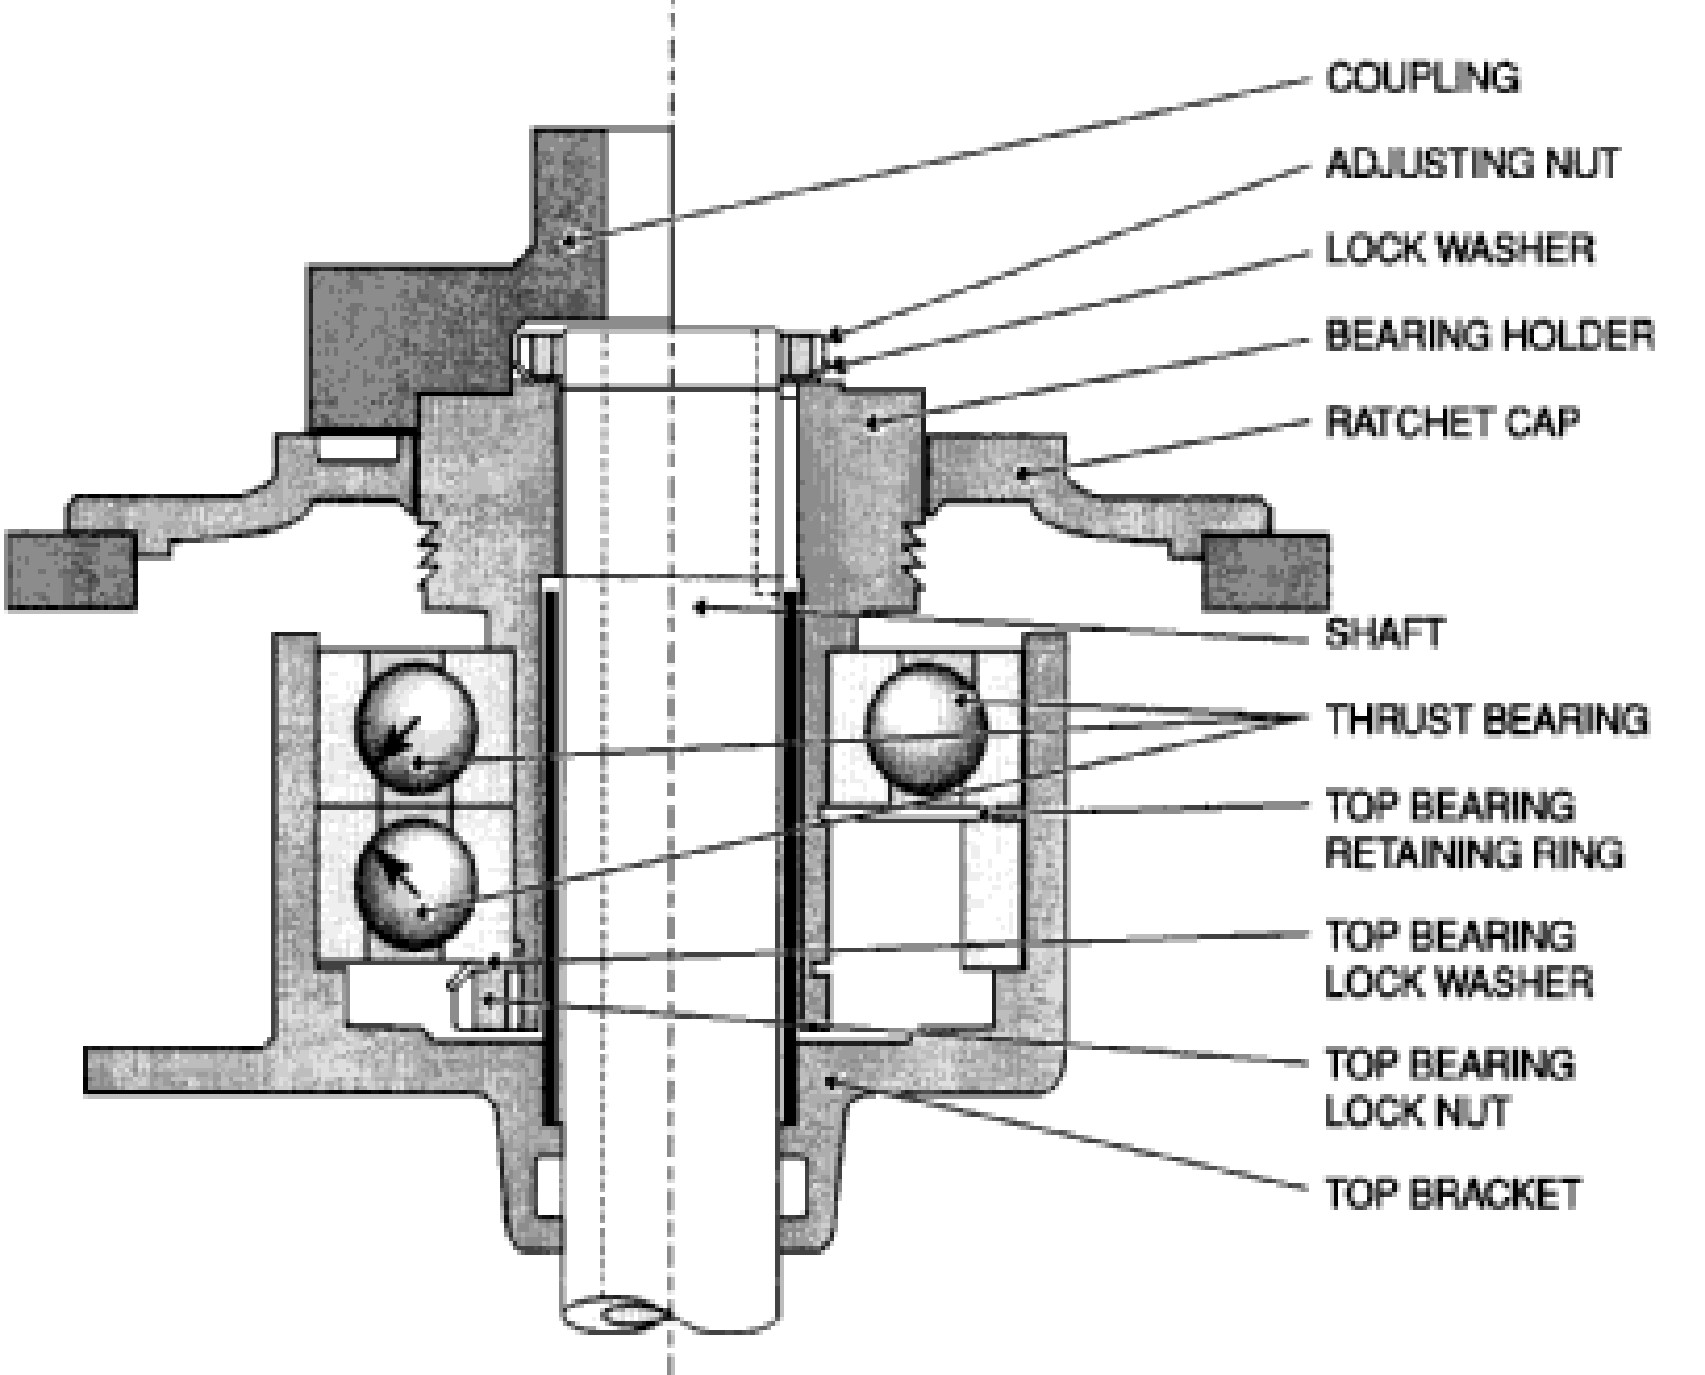 COUPLING
ADJUSTING NUT
LOCK WASHER
BEARING HOLDER
RATCHET CAP
SHAFT
THRUST BEARING
TOP BEARING
RETAINING RING
TOP BEARING
LOCK WASHER
TOP BEARING
LOCK NUT
TOP BRACKET